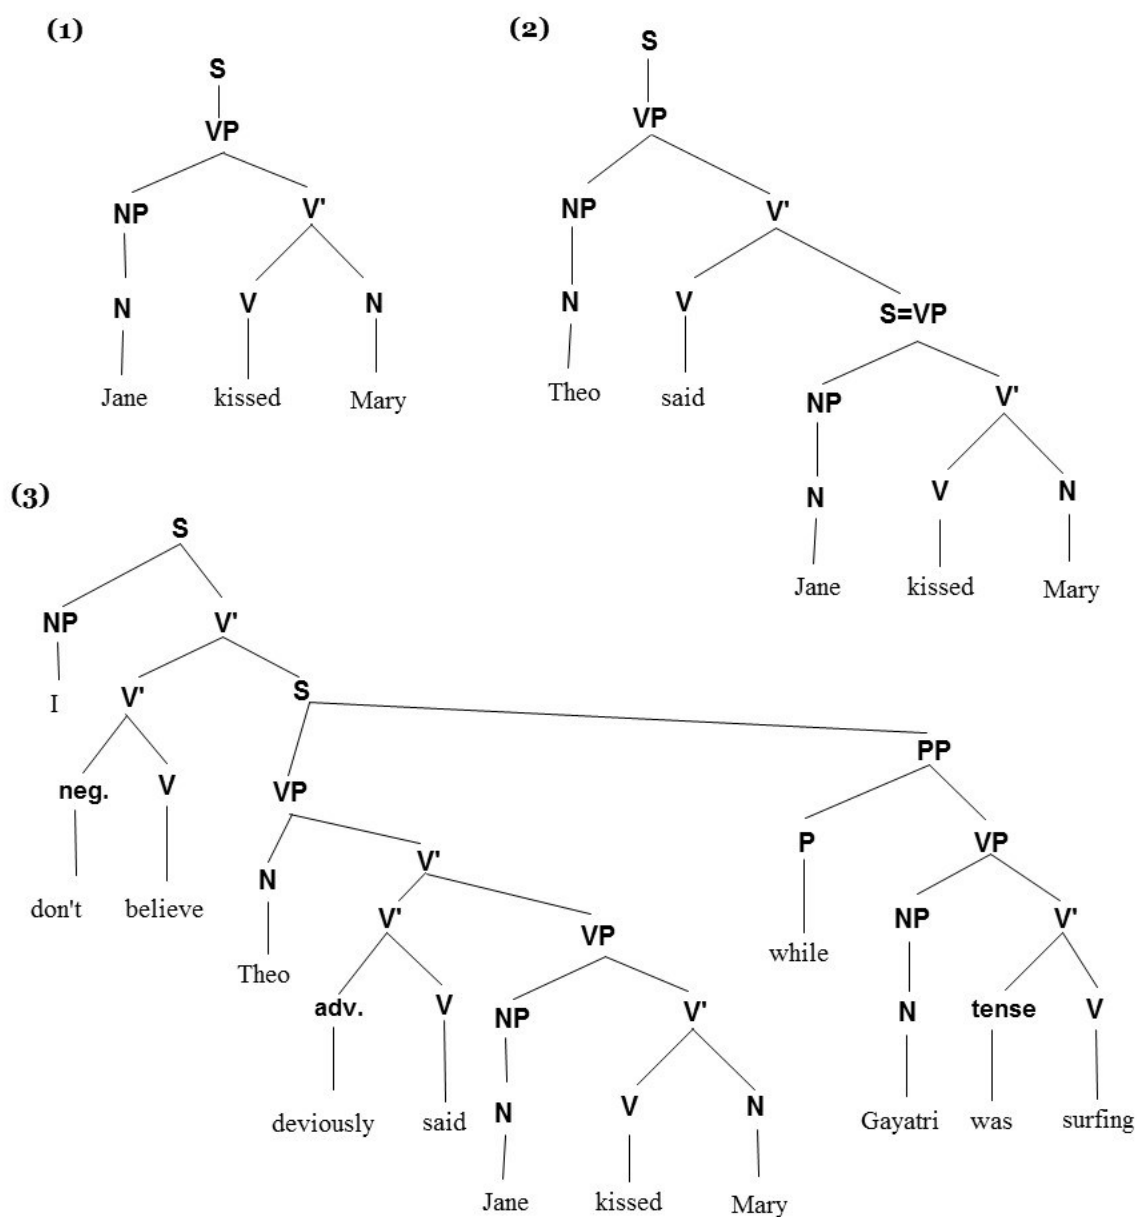 (1)
S
VP
NP V'
N V N
Jane kissed Mary
(2)
S
VP
NP V'
N V S=VP
Theo said NP V'
N V N
Jane kissed Mary
(3)
S
NP V'
I V' S
neg. V VP PP
don't believe N V' P VP
Theo V' VP while NP V'
adv. V NP V' N tense V
deviously said N V N Gayatri was surfing
Jane kissed Mary